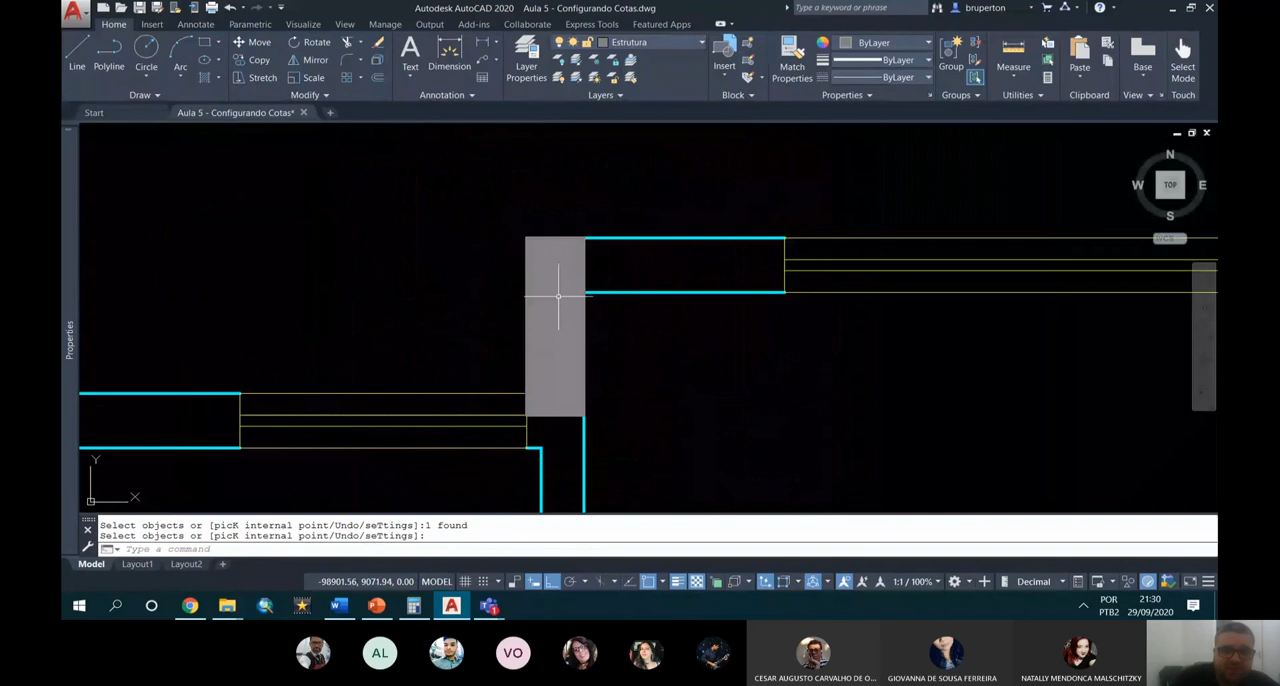 Autodesk AutoCAD 2020 Aula 5 - Configurando Cotas.dwg
Type a keyword or phrase
bruperton
Home Insert Annotate Parametric Visualize View Manage Output Add-ins Collaborate Express Tools Featured Apps
Line Polyline Circle Arc
Move Rotate
Copy Mirror
Stretch Scale
Text Dimension
Layer Properties
Estrutura
Insert
Match Properties
ByLayer
ByLayer
ByLayer
Group
Measure
Paste
Base
Select Mode
Draw Modify Annotation Layers Block Properties Groups Utilities Clipboard View Touch
Start Aula 5 - Configurando Cotas*
N
W TOP E
S
WCS
Properties
Y
X
Select objects or [picK internal point/Undo/seTtings]:1 found
Select objects or [picK internal point/Undo/seTtings]:
Type a command
Model Layout1 Layout2
-98901.56, 9071.94, 0.00 MODEL 1:1 / 100% Decimal
POR
PTB2
21:30
29/09/2020
AL VO
CESAR AUGUSTO CARVALHO DE O... GIOVANNA DE SOUSA FERREIRA NATALLY MENDONCA MALSCHITZKY